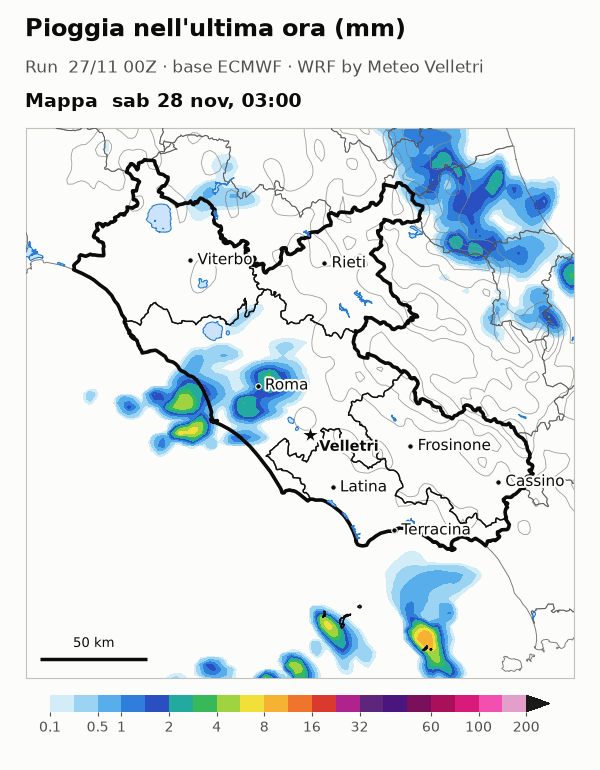 Pioggia nell'ultima ora (mm)
Run  27/11 00Z · base ECMWF · WRF by Meteo Velletri
Mappa  sab 28 nov, 03:00
Viterbo
Rieti
Roma
Velletri
Frosinone
Cassino
Latina
Terracina
50 km
0.1 0.5 1 2 4 8 16 32 60 100 200